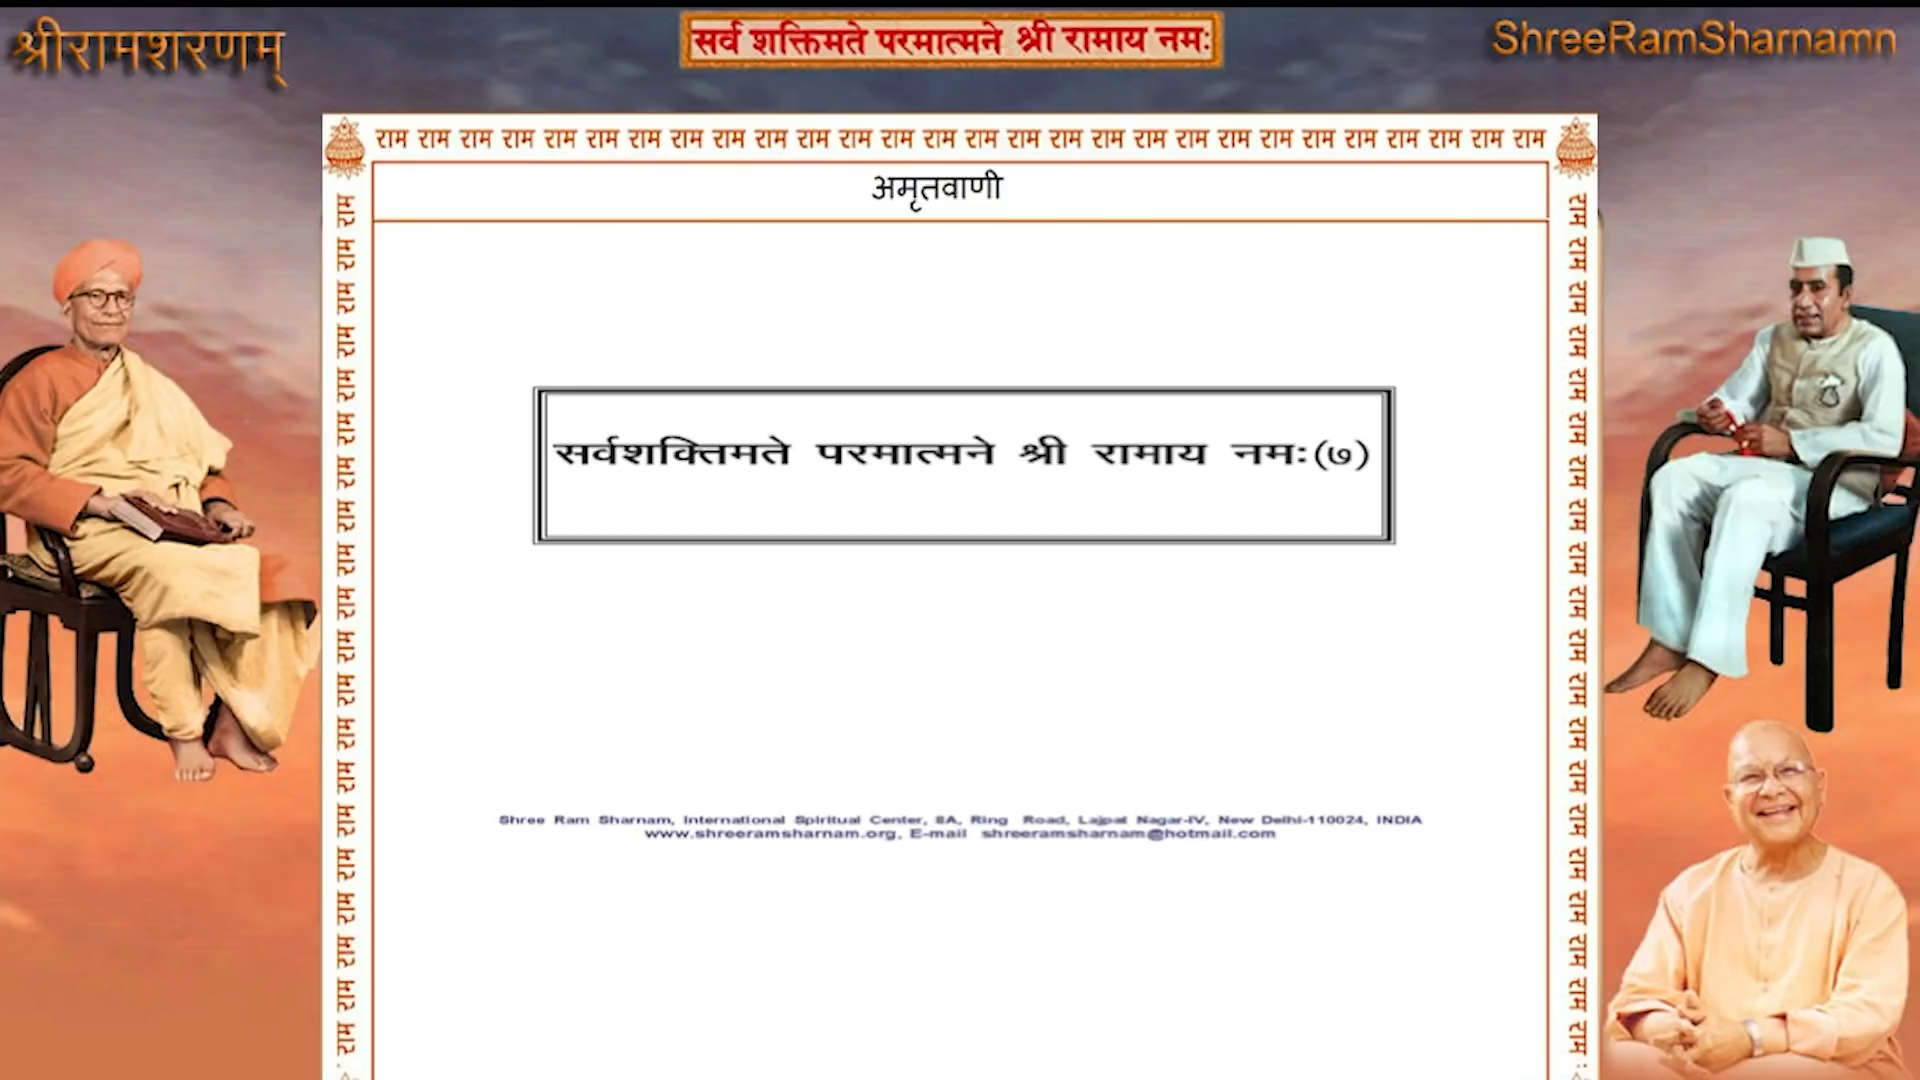 श्रीरामशरणम्
सर्व शक्तिमते परमात्मने श्री रामाय नमः
ShreeRamSharnamn
राम राम राम राम राम राम राम राम राम राम राम राम राम राम राम राम राम राम राम राम राम राम राम राम राम राम राम राम
अमृतवाणी
राम राम राम राम राम राम राम राम राम राम राम राम राम राम राम राम राम राम राम राम
सर्वशक्तिमते परमात्मने श्री रामाय नमः(७)
Shree Ram Sharnam, International Spiritual Center, 8A, Ring Road, Lajpat Nagar-IV, New Delhi-110024, INDIA
www.shreeramsharnam.org, E-mail shreeramsharnam@hotmail.com
राम राम राम राम राम राम राम राम राम राम राम राम राम राम राम राम राम राम राम राम